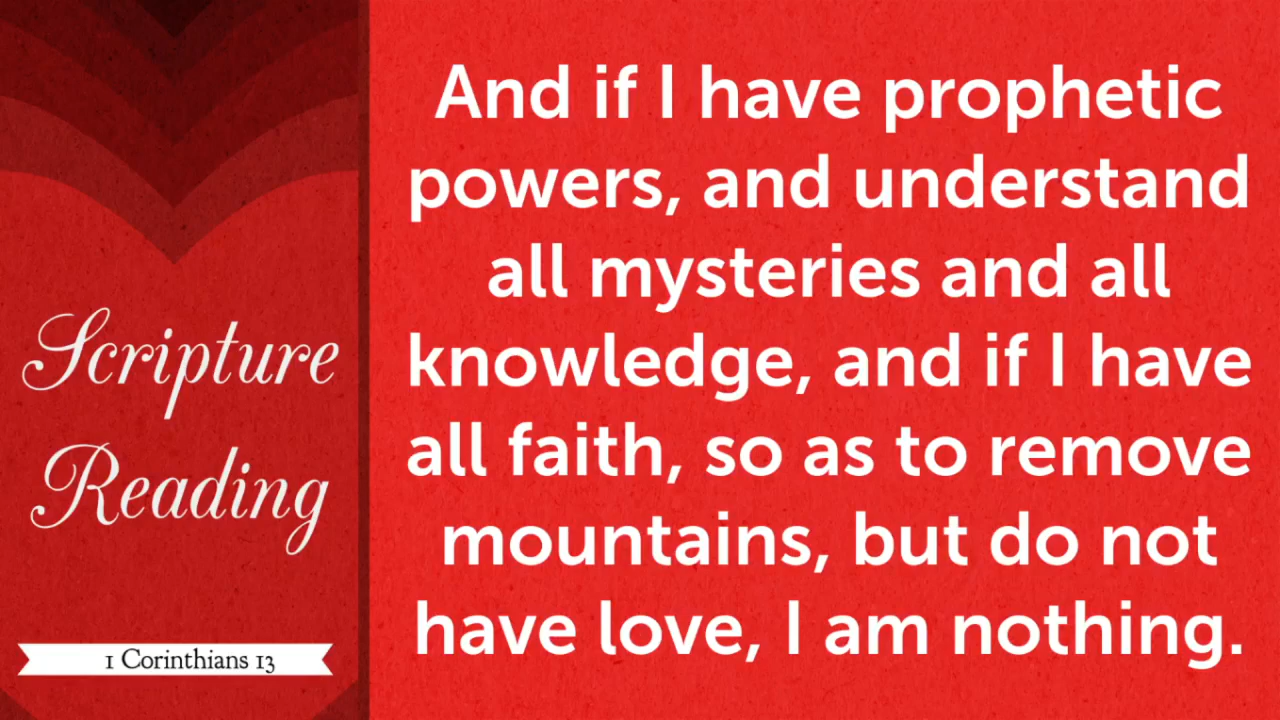 Scripture
Reading
1 Corinthians 13
And if I have prophetic
powers, and understand
all mysteries and all
knowledge, and if I have
all faith, so as to remove
mountains, but do not
have love, I am nothing.